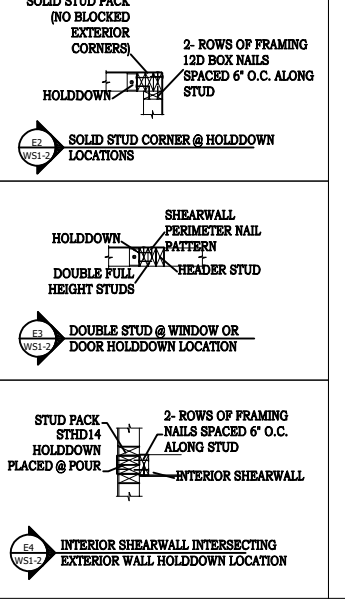 SOLID STUD PACK
(NO BLOCKED
EXTERIOR
CORNERS)
2- ROWS OF FRAMING
12D BOX NAILS
SPACED 6" O.C. ALONG
STUD
HOLDDOWN
E2
WS1-2
SOLID STUD CORNER @ HOLDDOWN
LOCATIONS
SHEARWALL
PERIMETER NAIL
PATTERN
HOLDDOWN
HEADER STUD
DOUBLE FULL
HEIGHT STUDS
E3
WS1-2
DOUBLE STUD @ WINDOW OR
DOOR HOLDDOWN LOCATION
STUD PACK
STHD14
HOLDDOWN
PLACED @ POUR
2- ROWS OF FRAMING
NAILS SPACED 6" O.C.
ALONG STUD
INTERIOR SHEARWALL
E4
WS1-2
INTERIOR SHEARWALL INTERSECTING
EXTERIOR WALL HOLDDOWN LOCATION